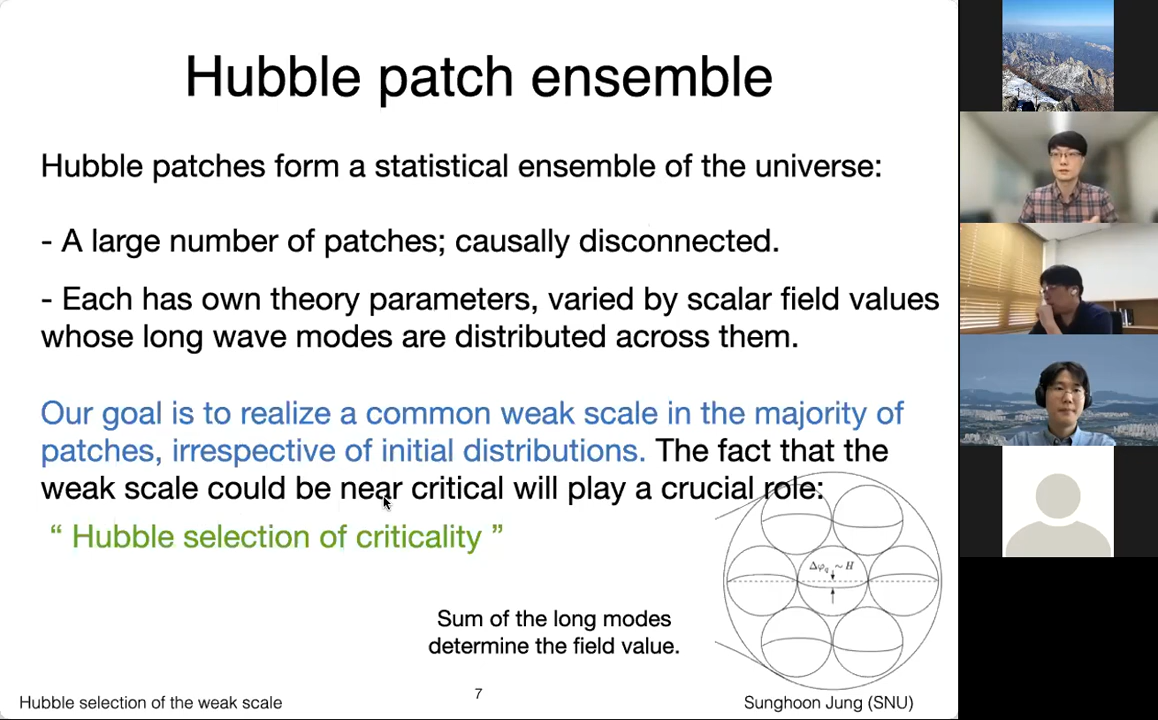 Hubble patch ensemble
Hubble patches form a statistical ensemble of the universe:
- A large number of patches; causally disconnected.
- Each has own theory parameters, varied by scalar field values
whose long wave modes are distributed across them.
Our goal is to realize a common weak scale in the majority of
patches, irrespective of initial distributions. The fact that the
weak scale could be near critical will play a crucial role:
“ Hubble selection of criticality ”
Δφq ~ H
Sum of the long modes
determine the field value.
Hubble selection of the weak scale
7
Sunghoon Jung (SNU)